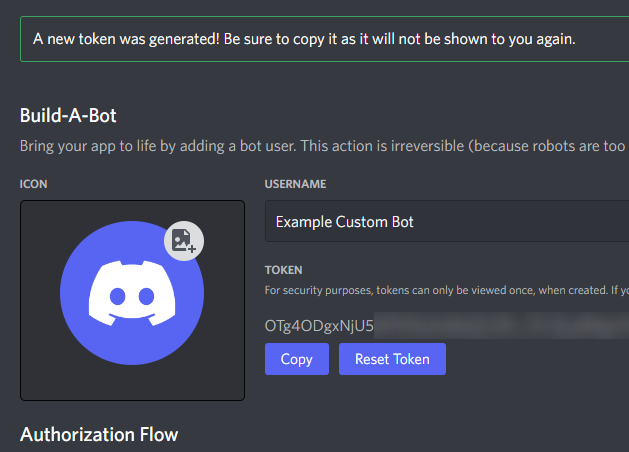 A new token was generated! Be sure to copy it as it will not be shown to you again.
Build-A-Bot
Bring your app to life by adding a bot user. This action is irreversible (because robots are too
ICON
USERNAME
Example Custom Bot
TOKEN
For security purposes, tokens can only be viewed once, when created. If yo
OTg4ODgxNjU5
Copy
Reset Token
Authorization Flow